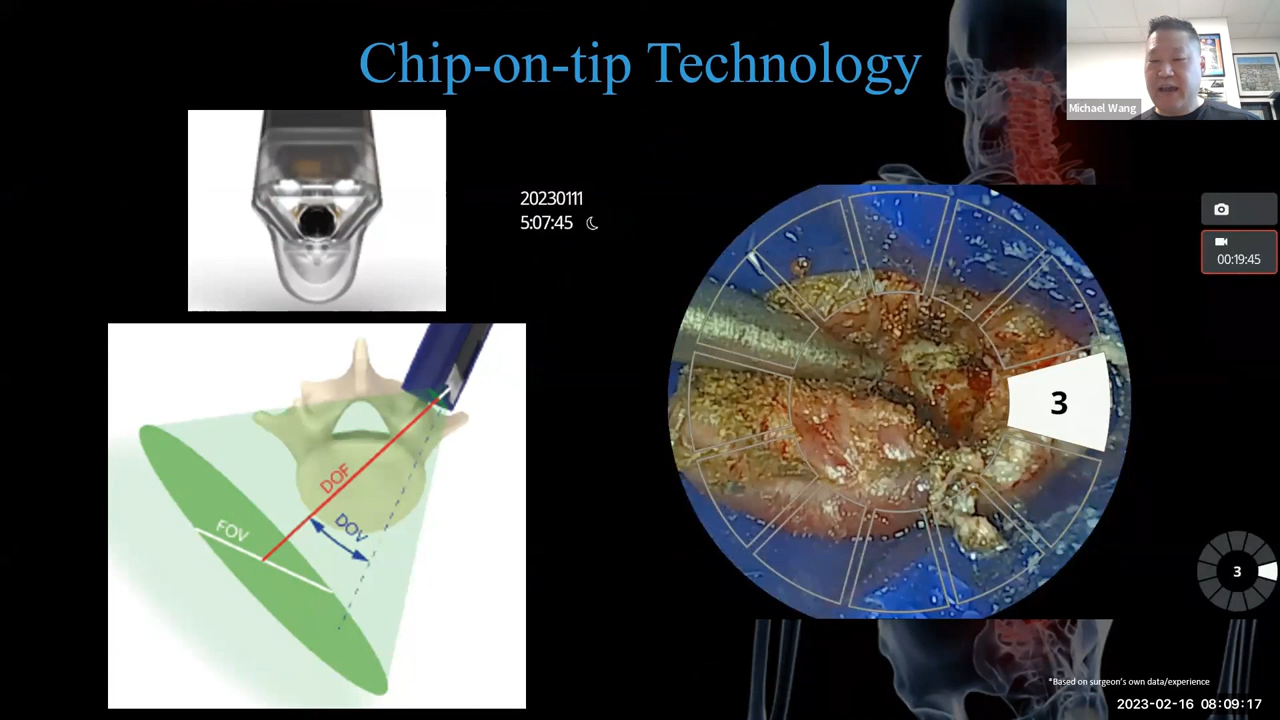 Chip-on-tip Technology
Michael Wang
20230111
5:07:45
00:19:45
DOF
DOV
FOV
3
3
*Based on surgeon's own data/experience
2023-02-16 08:09:17